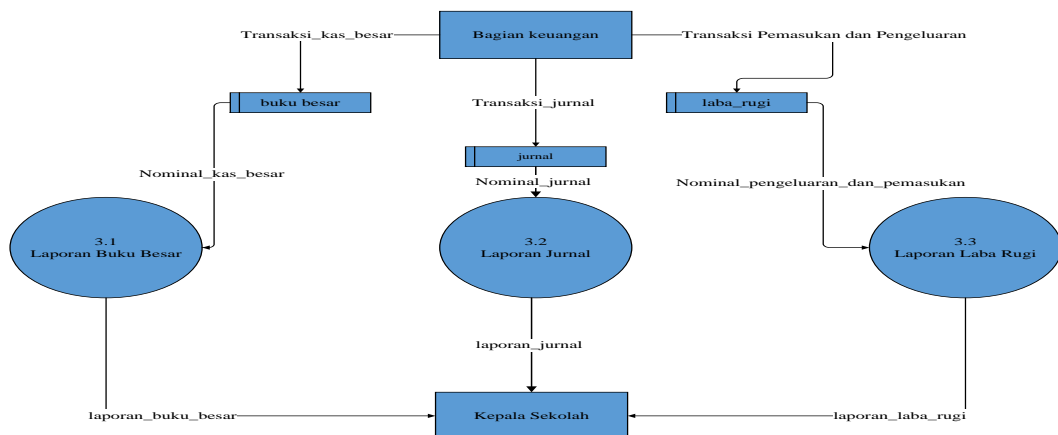 Transaksi_kas_besar
Bagian keuangan
Transaksi Pemasukan dan Pengeluaran
buku besar
Transaksi_jurnal
laba_rugi
jurnal
Nominal_kas_besar
Nominal_jurnal
Nominal_pengeluaran_dan_pemasukan
3.1
Laporan Buku Besar
3.2
Laporan Jurnal
3.3
Laporan Laba Rugi
laporan_jurnal
laporan_buku_besar
Kepala Sekolah
laporan_laba_rugi